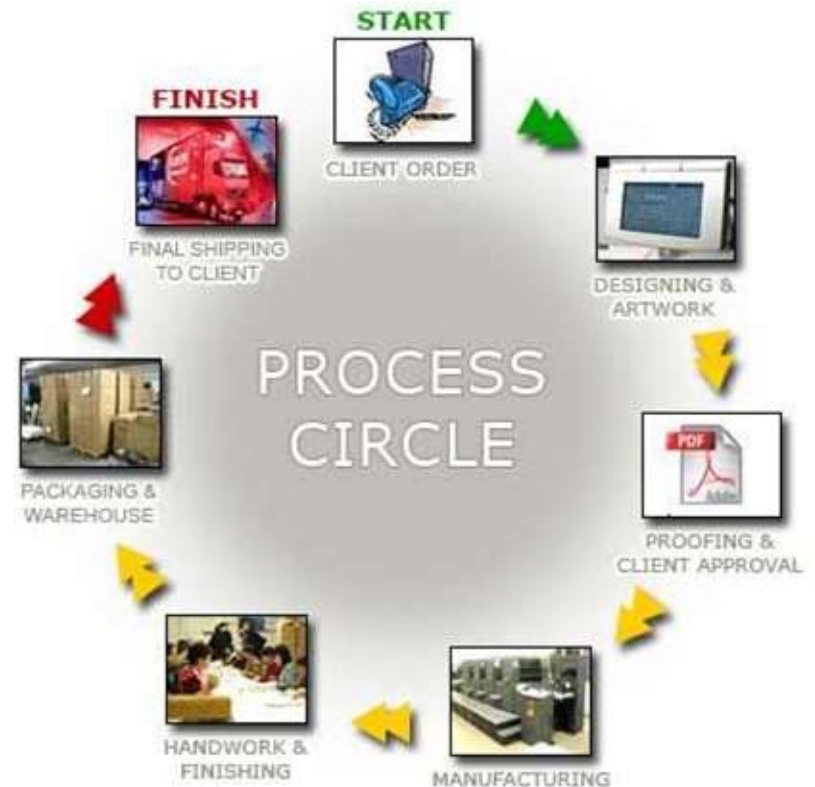 START
CLIENT ORDER
DESIGNING &
ARTWORK
PDF
Adobe
PROOFING &
CLIENT APPROVAL
MANUFACTURING
HANDWORK &
FINISHING
PACKAGING &
WAREHOUSE
FINISH
FINAL SHIPPING
TO CLIENT
PROCESS
CIRCLE